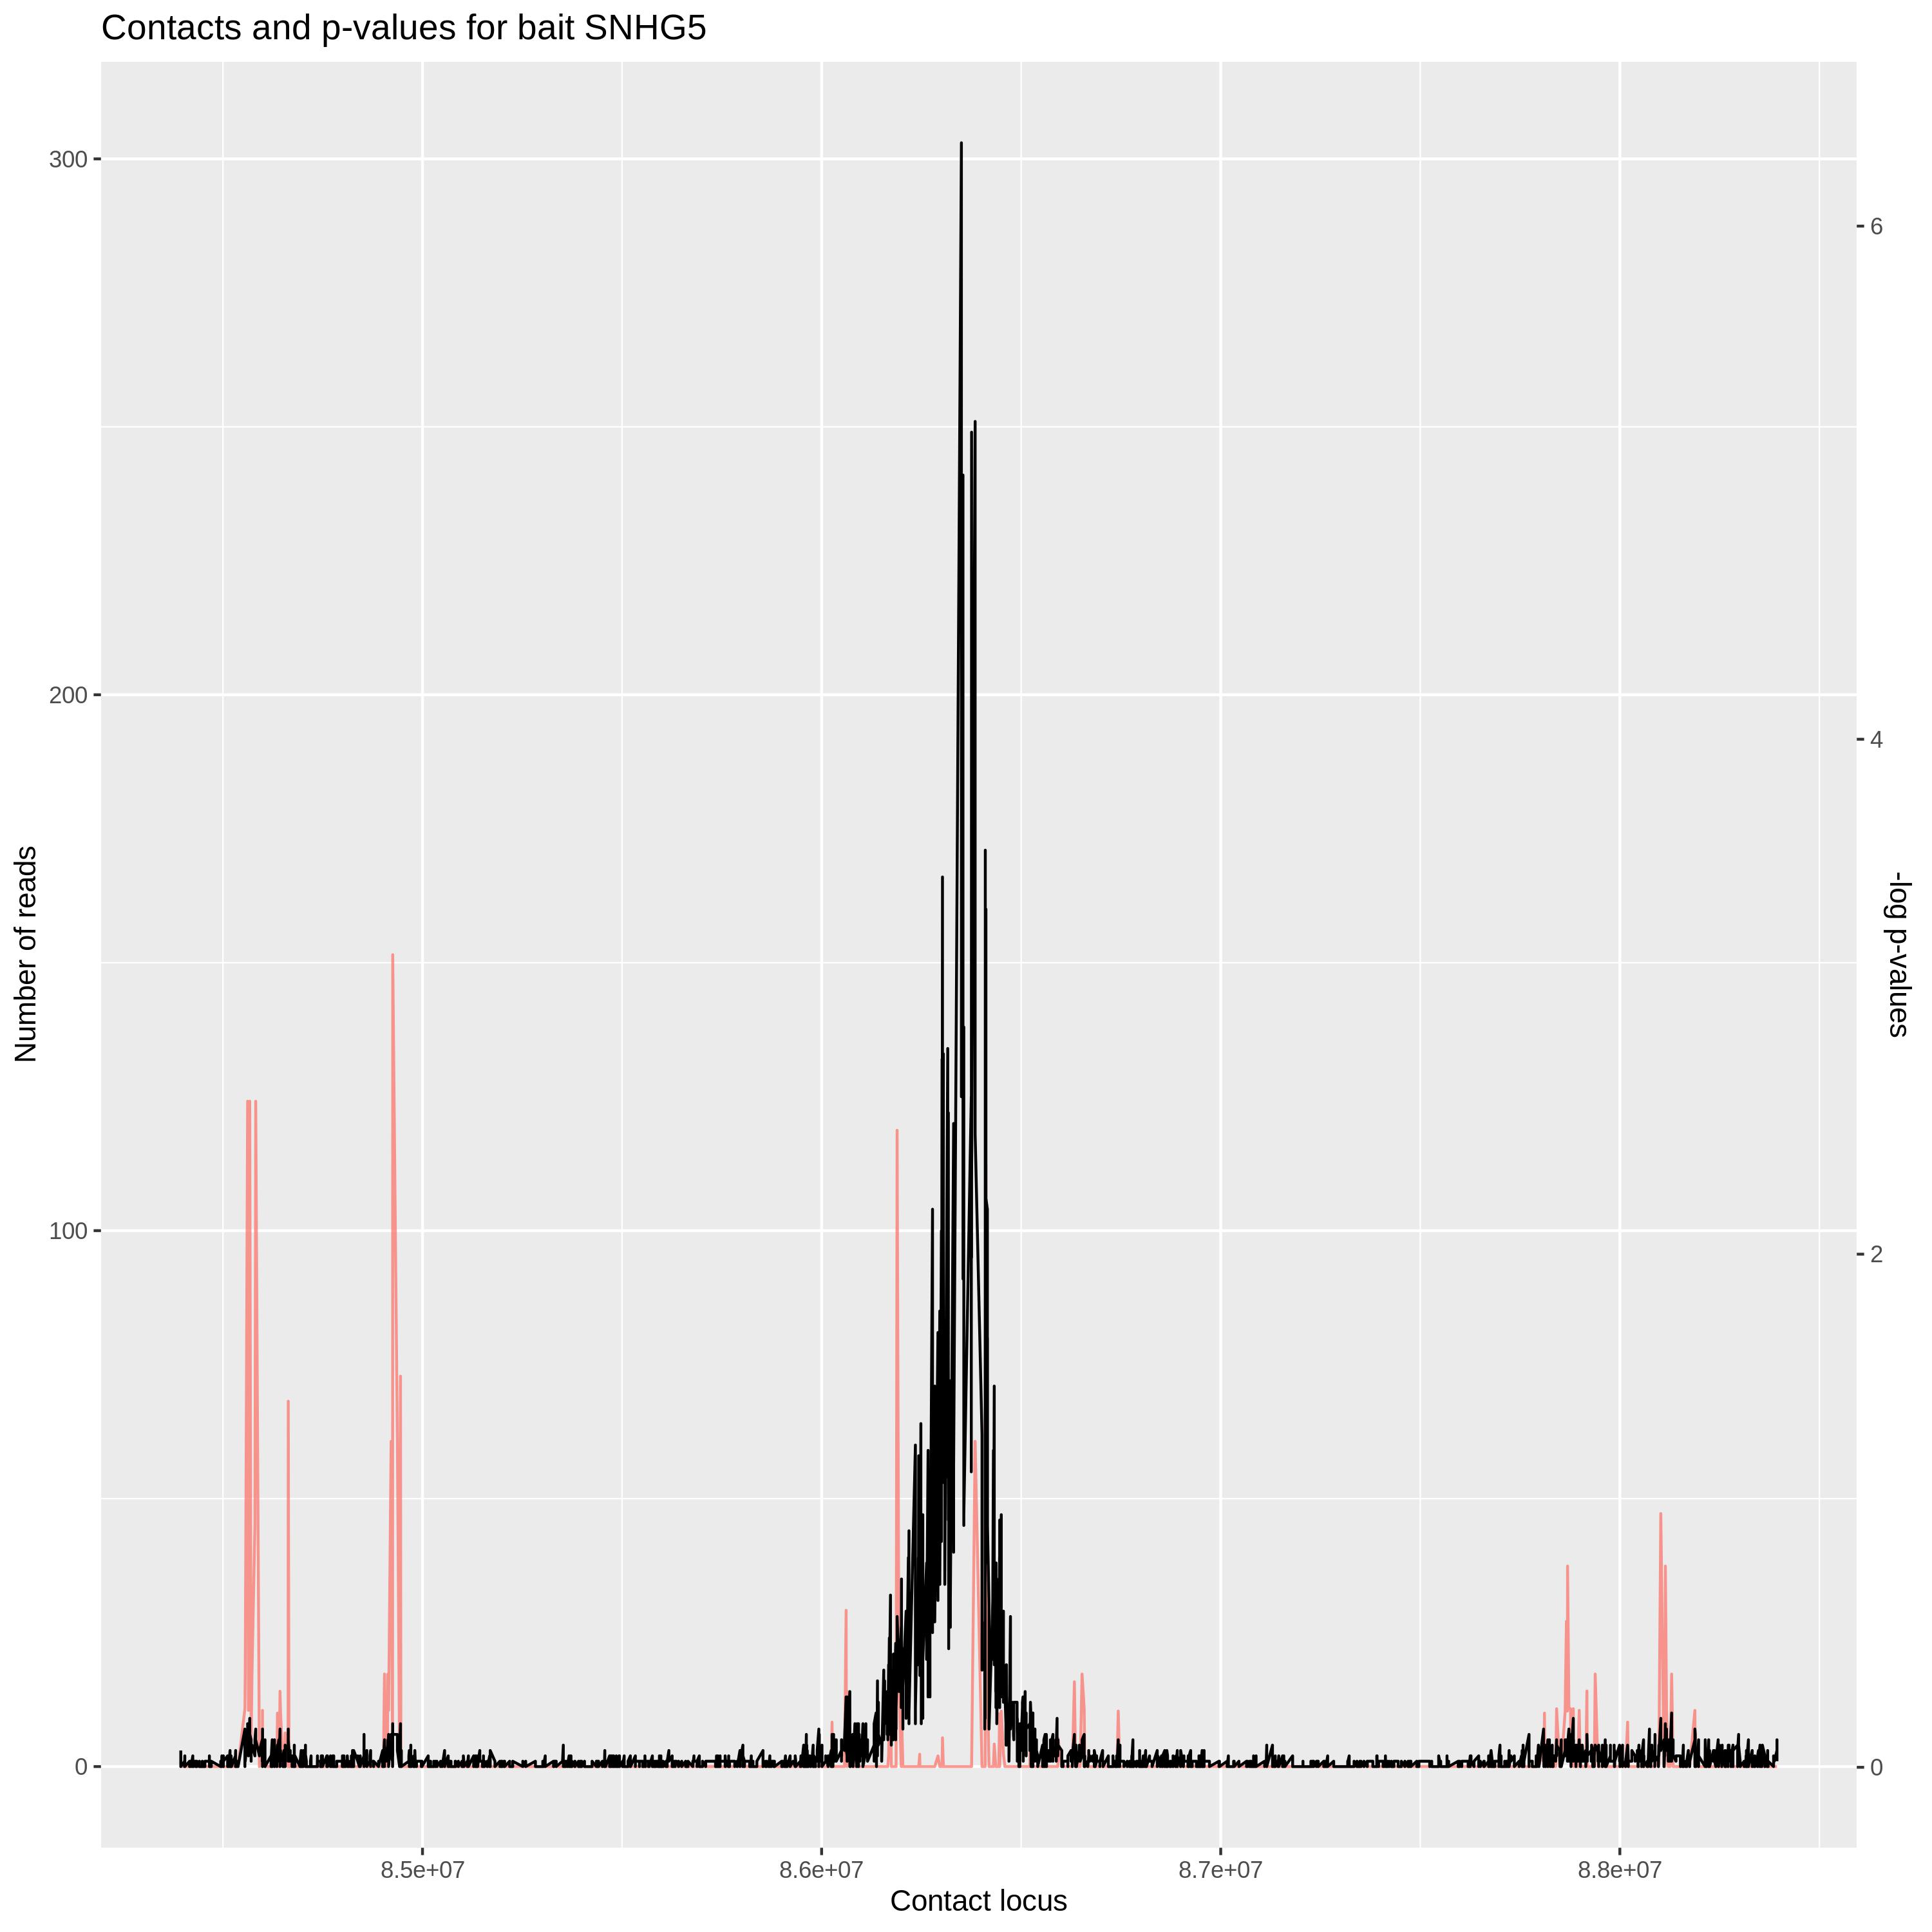 Contacts and p-values for bait SNHG5
300
200
100
0
Number of reads
6
4
2
0
-log p-values
8.5e+07
8.6e+07
8.7e+07
8.8e+07
Contact locus